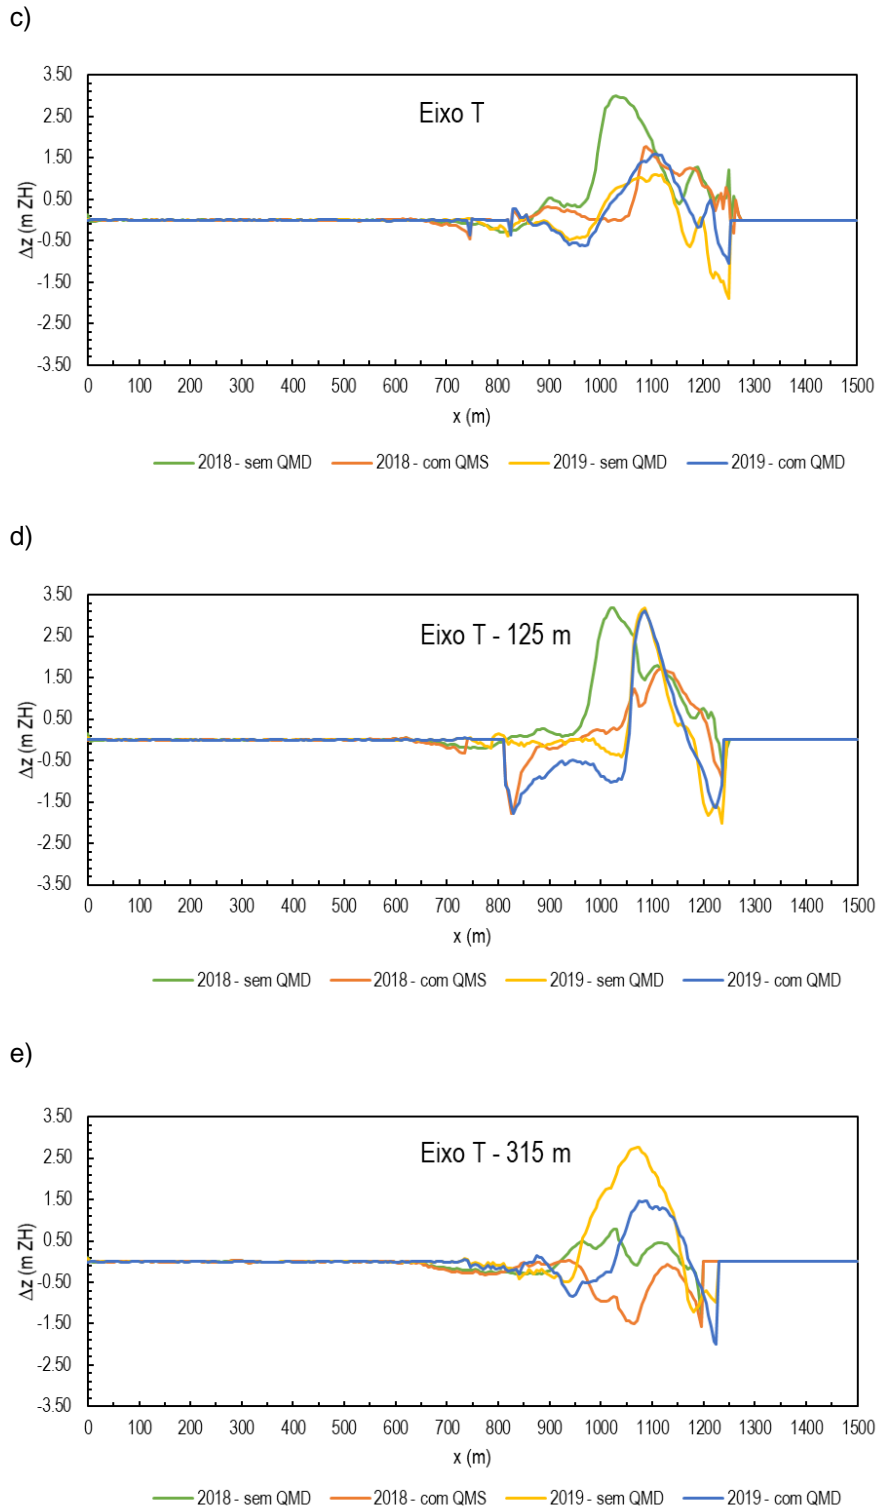 c)
Eixo T
Δz (m ZH)
3.50
2.50
1.50
0.50
-0.50
-1.50
-2.50
-3.50
0 100 200 300 400 500 600 700 800 900 1000 1100 1200 1300 1400 1500
x (m)
2018 - sem QMD 2018 - com QMS 2019 - sem QMD 2019 - com QMD
d)
Eixo T - 125 m
Δz (m ZH)
3.50
2.50
1.50
0.50
-0.50
-1.50
-2.50
-3.50
0 100 200 300 400 500 600 700 800 900 1000 1100 1200 1300 1400 1500
x (m)
2018 - sem QMD 2018 - com QMS 2019 - sem QMD 2019 - com QMD
e)
Eixo T - 315 m
Δz (m ZH)
3.50
2.50
1.50
0.50
-0.50
-1.50
-2.50
-3.50
0 100 200 300 400 500 600 700 800 900 1000 1100 1200 1300 1400 1500
x (m)
2018 - sem QMD 2018 - com QMS 2019 - sem QMD 2019 - com QMD